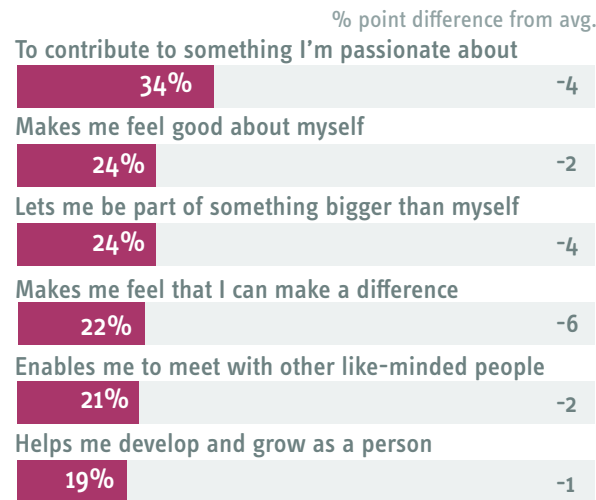 % point difference from avg.
To contribute to something I'm passionate about
34% -4
Makes me feel good about myself
24% -2
Lets me be part of something bigger than myself
24% -4
Makes me feel that I can make a difference
22% -6
Enables me to meet with other like-minded people
21% -2
Helps me develop and grow as a person
19% -1